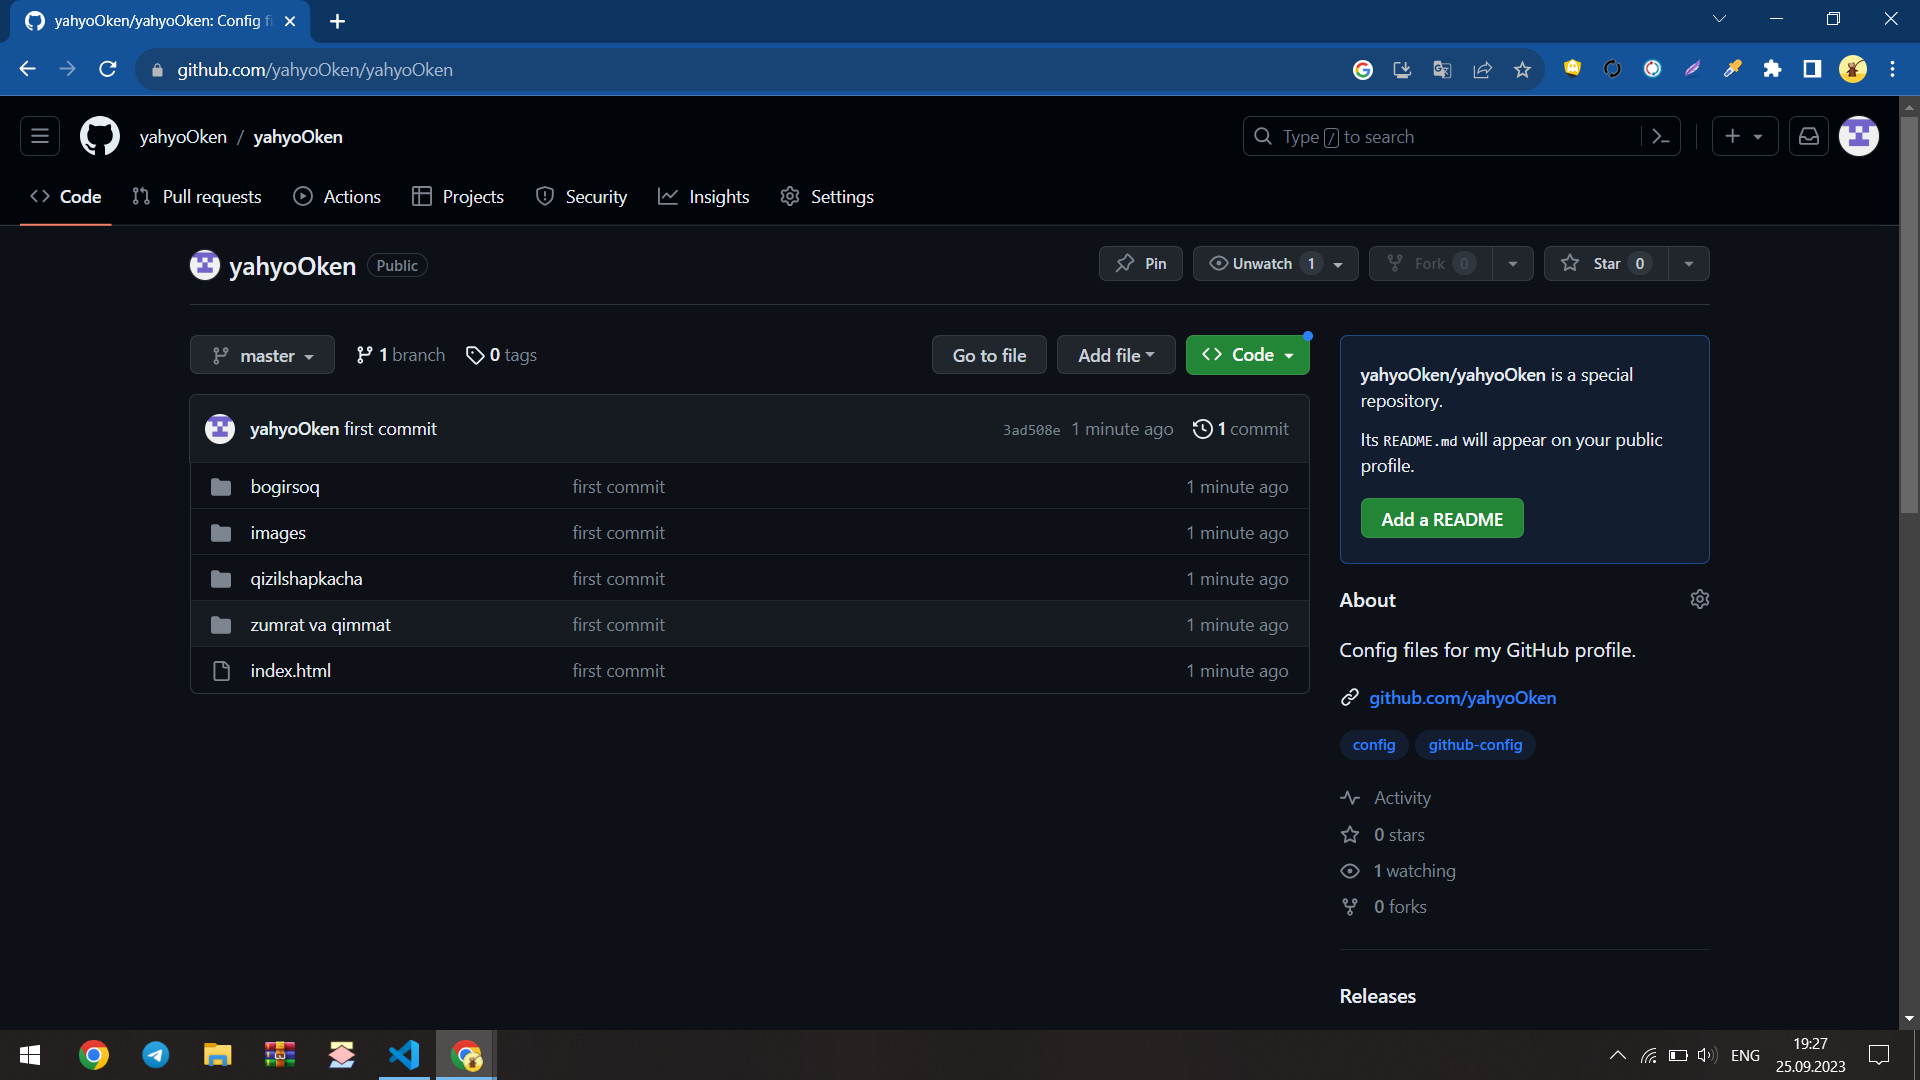 yahyoOken/yahyoOken: Config fi
github.com/yahyoOken/yahyoOken
yahyoOken / yahyoOken
Type / to search
Code
Pull requests
Actions
Projects
Security
Insights
Settings
yahyoOken
Public
Pin
Unwatch 1
Fork 0
Star 0
master
1 branch
0 tags
Go to file
Add file
Code
yahyoOken first commit
3ad508e 1 minute ago
1 commit
bogirsoq first commit 1 minute ago
images first commit 1 minute ago
qizilshapkacha first commit 1 minute ago
zumrat va qimmat first commit 1 minute ago
index.html first commit 1 minute ago
yahyoOken/yahyoOken is a special
repository.
Its README.md will appear on your public
profile.
Add a README
About
Config files for my GitHub profile.
github.com/yahyoOken
config
github-config
Activity
0 stars
1 watching
0 forks
Releases
ENG
19:27
25.09.2023